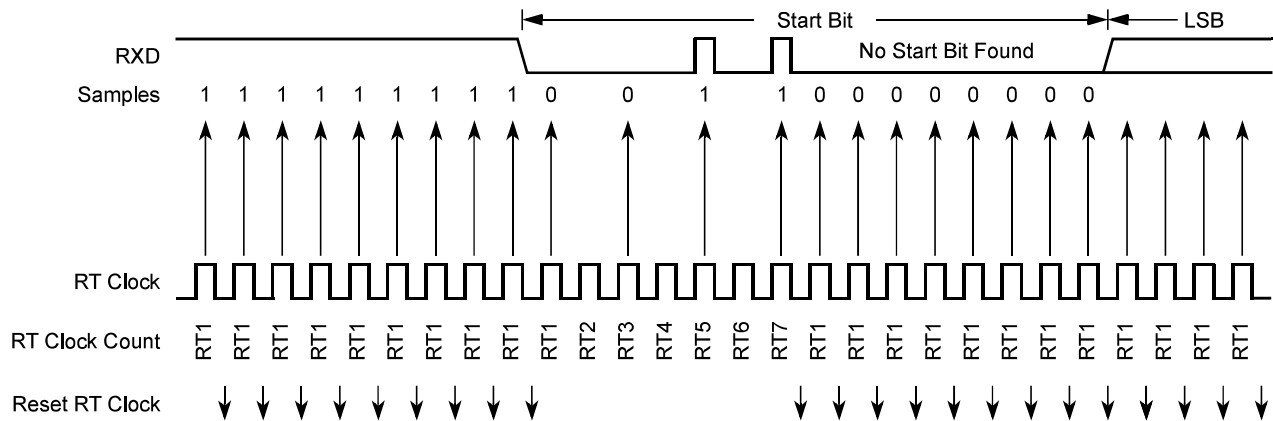 Start Bit LSB
RXD No Start Bit Found
Samples 1 1 1 1 1 1 1 1 1 0 0 1 1 0 0 0 0 0 0 0 0
RT Clock
RT Clock Count RT1 RT1 RT1 RT1 RT1 RT1 RT1 RT1 RT1 RT1 RT2 RT3 RT4 RT5 RT6 RT7 RT1 RT1 RT1 RT1 RT1 RT1 RT1 RT1 RT1 RT1 RT1 RT1
Reset RT Clock